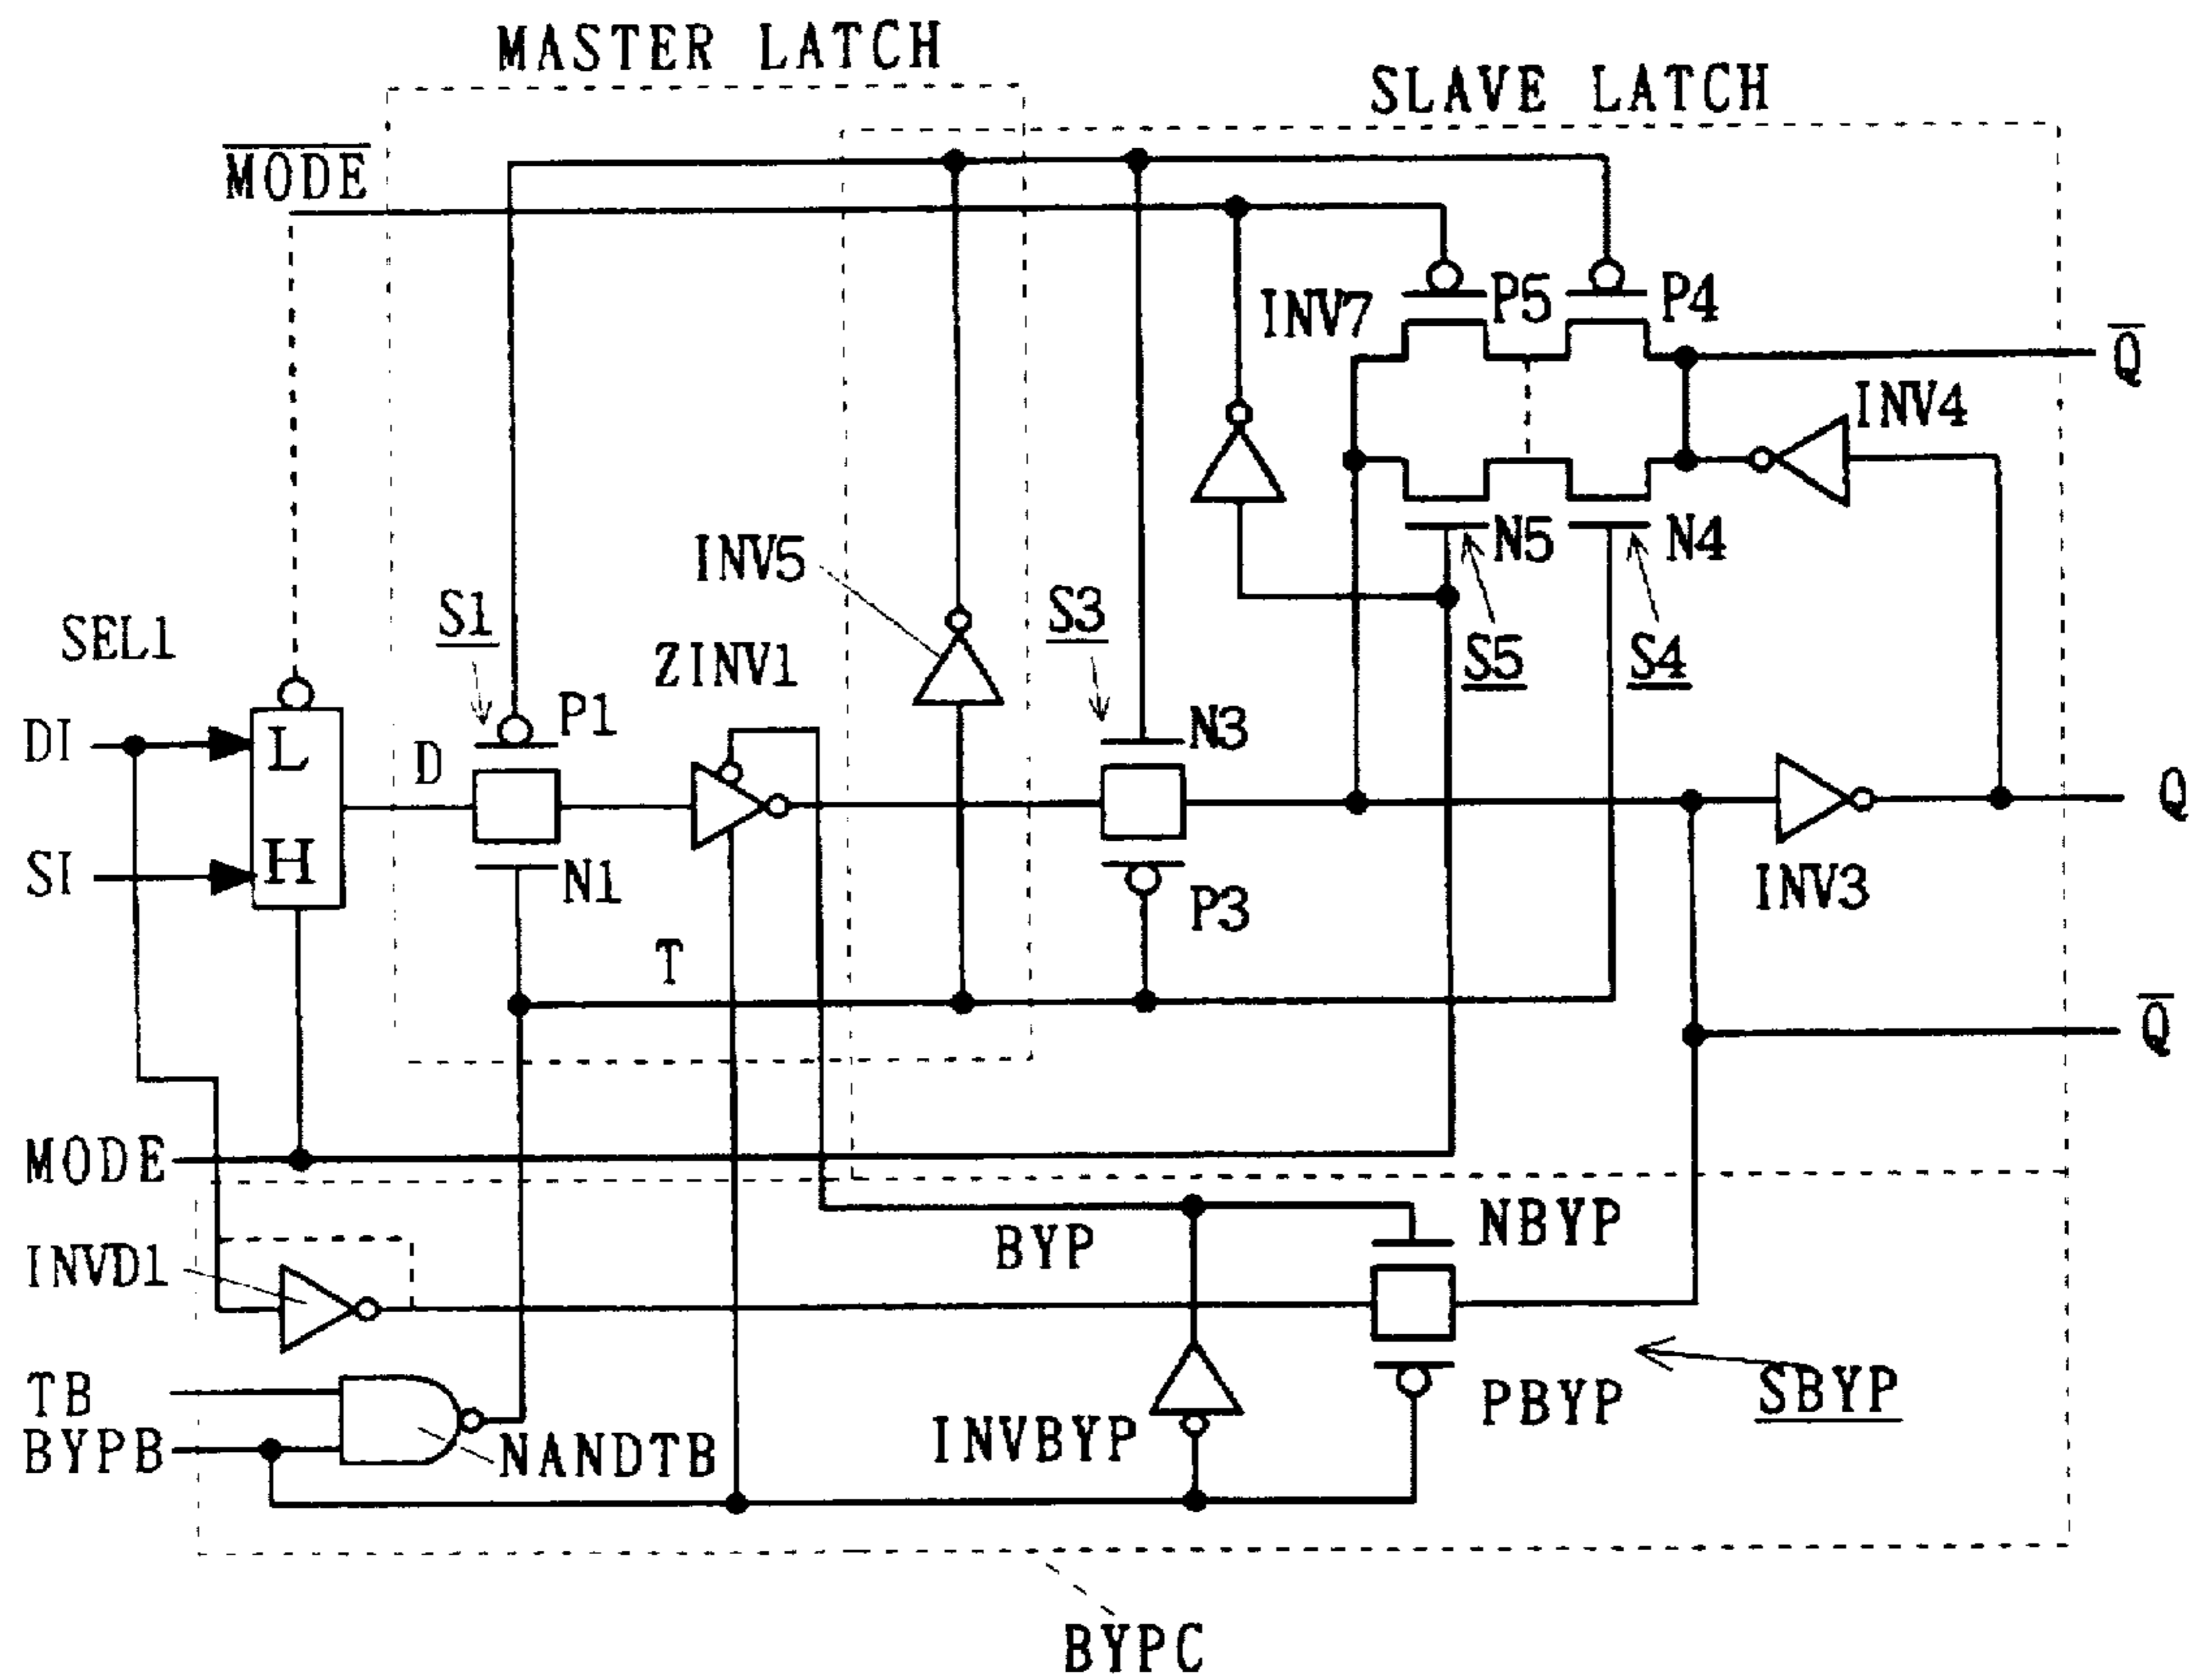 MASTER LATCH
SLAVE LATCH
M̅O̅D̅E̅
INV7
P5
P4
Q̅
INV4
INV5
N5
N4
S1
ZINV1
S3
S5
S4
SEL1
P1
N3
DI
L
D
Q
SI
H
N1
P3
INV3
T
Q̅
MODE
INVD1
BYP
NBYP
TB
BYPB
NANDTB
INVBYP
PBYP
SBYP
BYPC